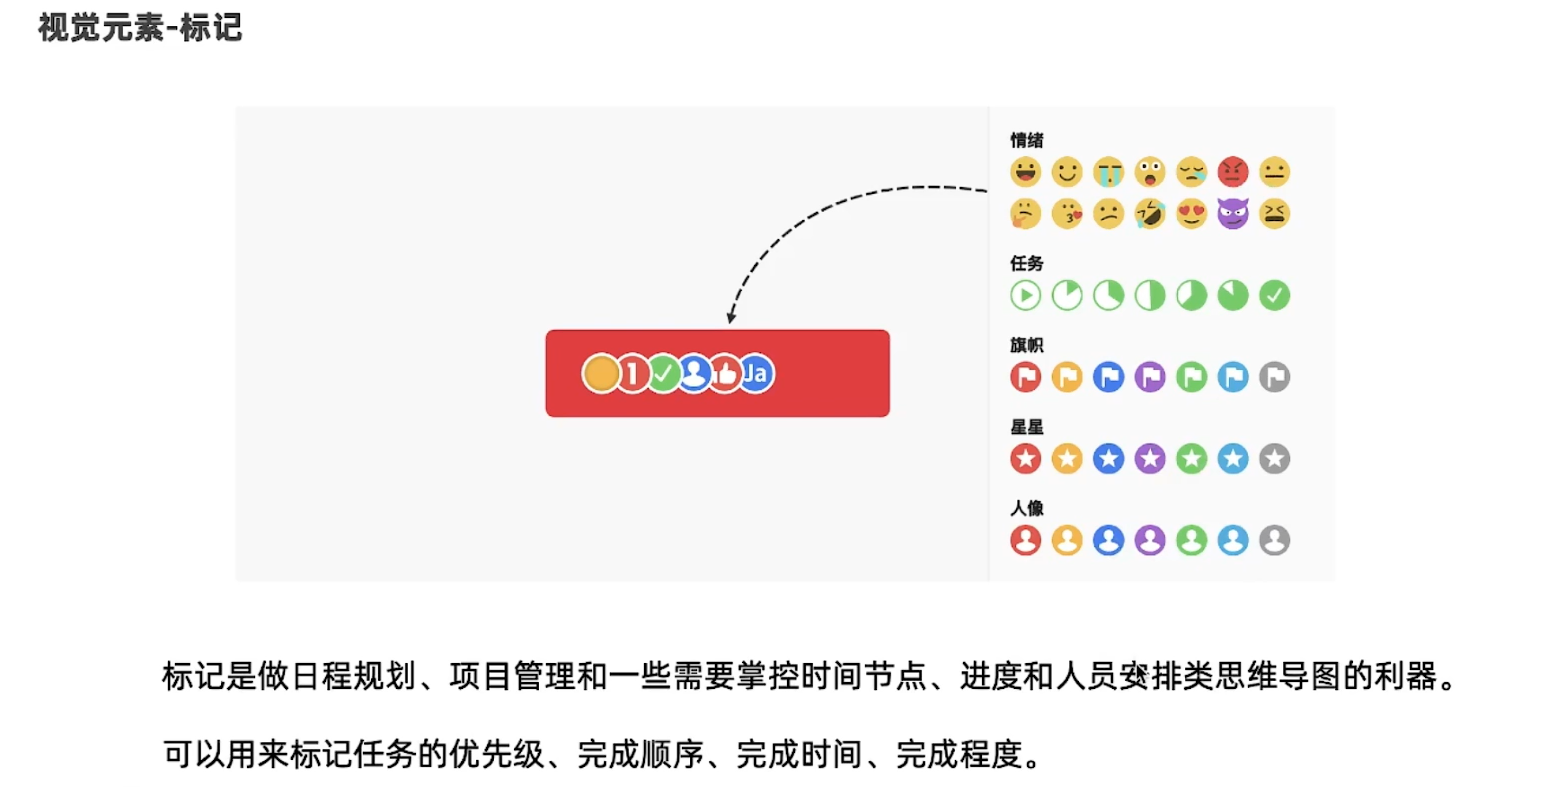 视觉元素-标记
情绪
任务
旗帜
星星
人像
1 Ja
标记是做日程规划、项目管理和一些需要掌控时间节点、进度和人员安排类思维导图的利器。
可以用来标记任务的优先级、完成顺序、完成时间、完成程度。